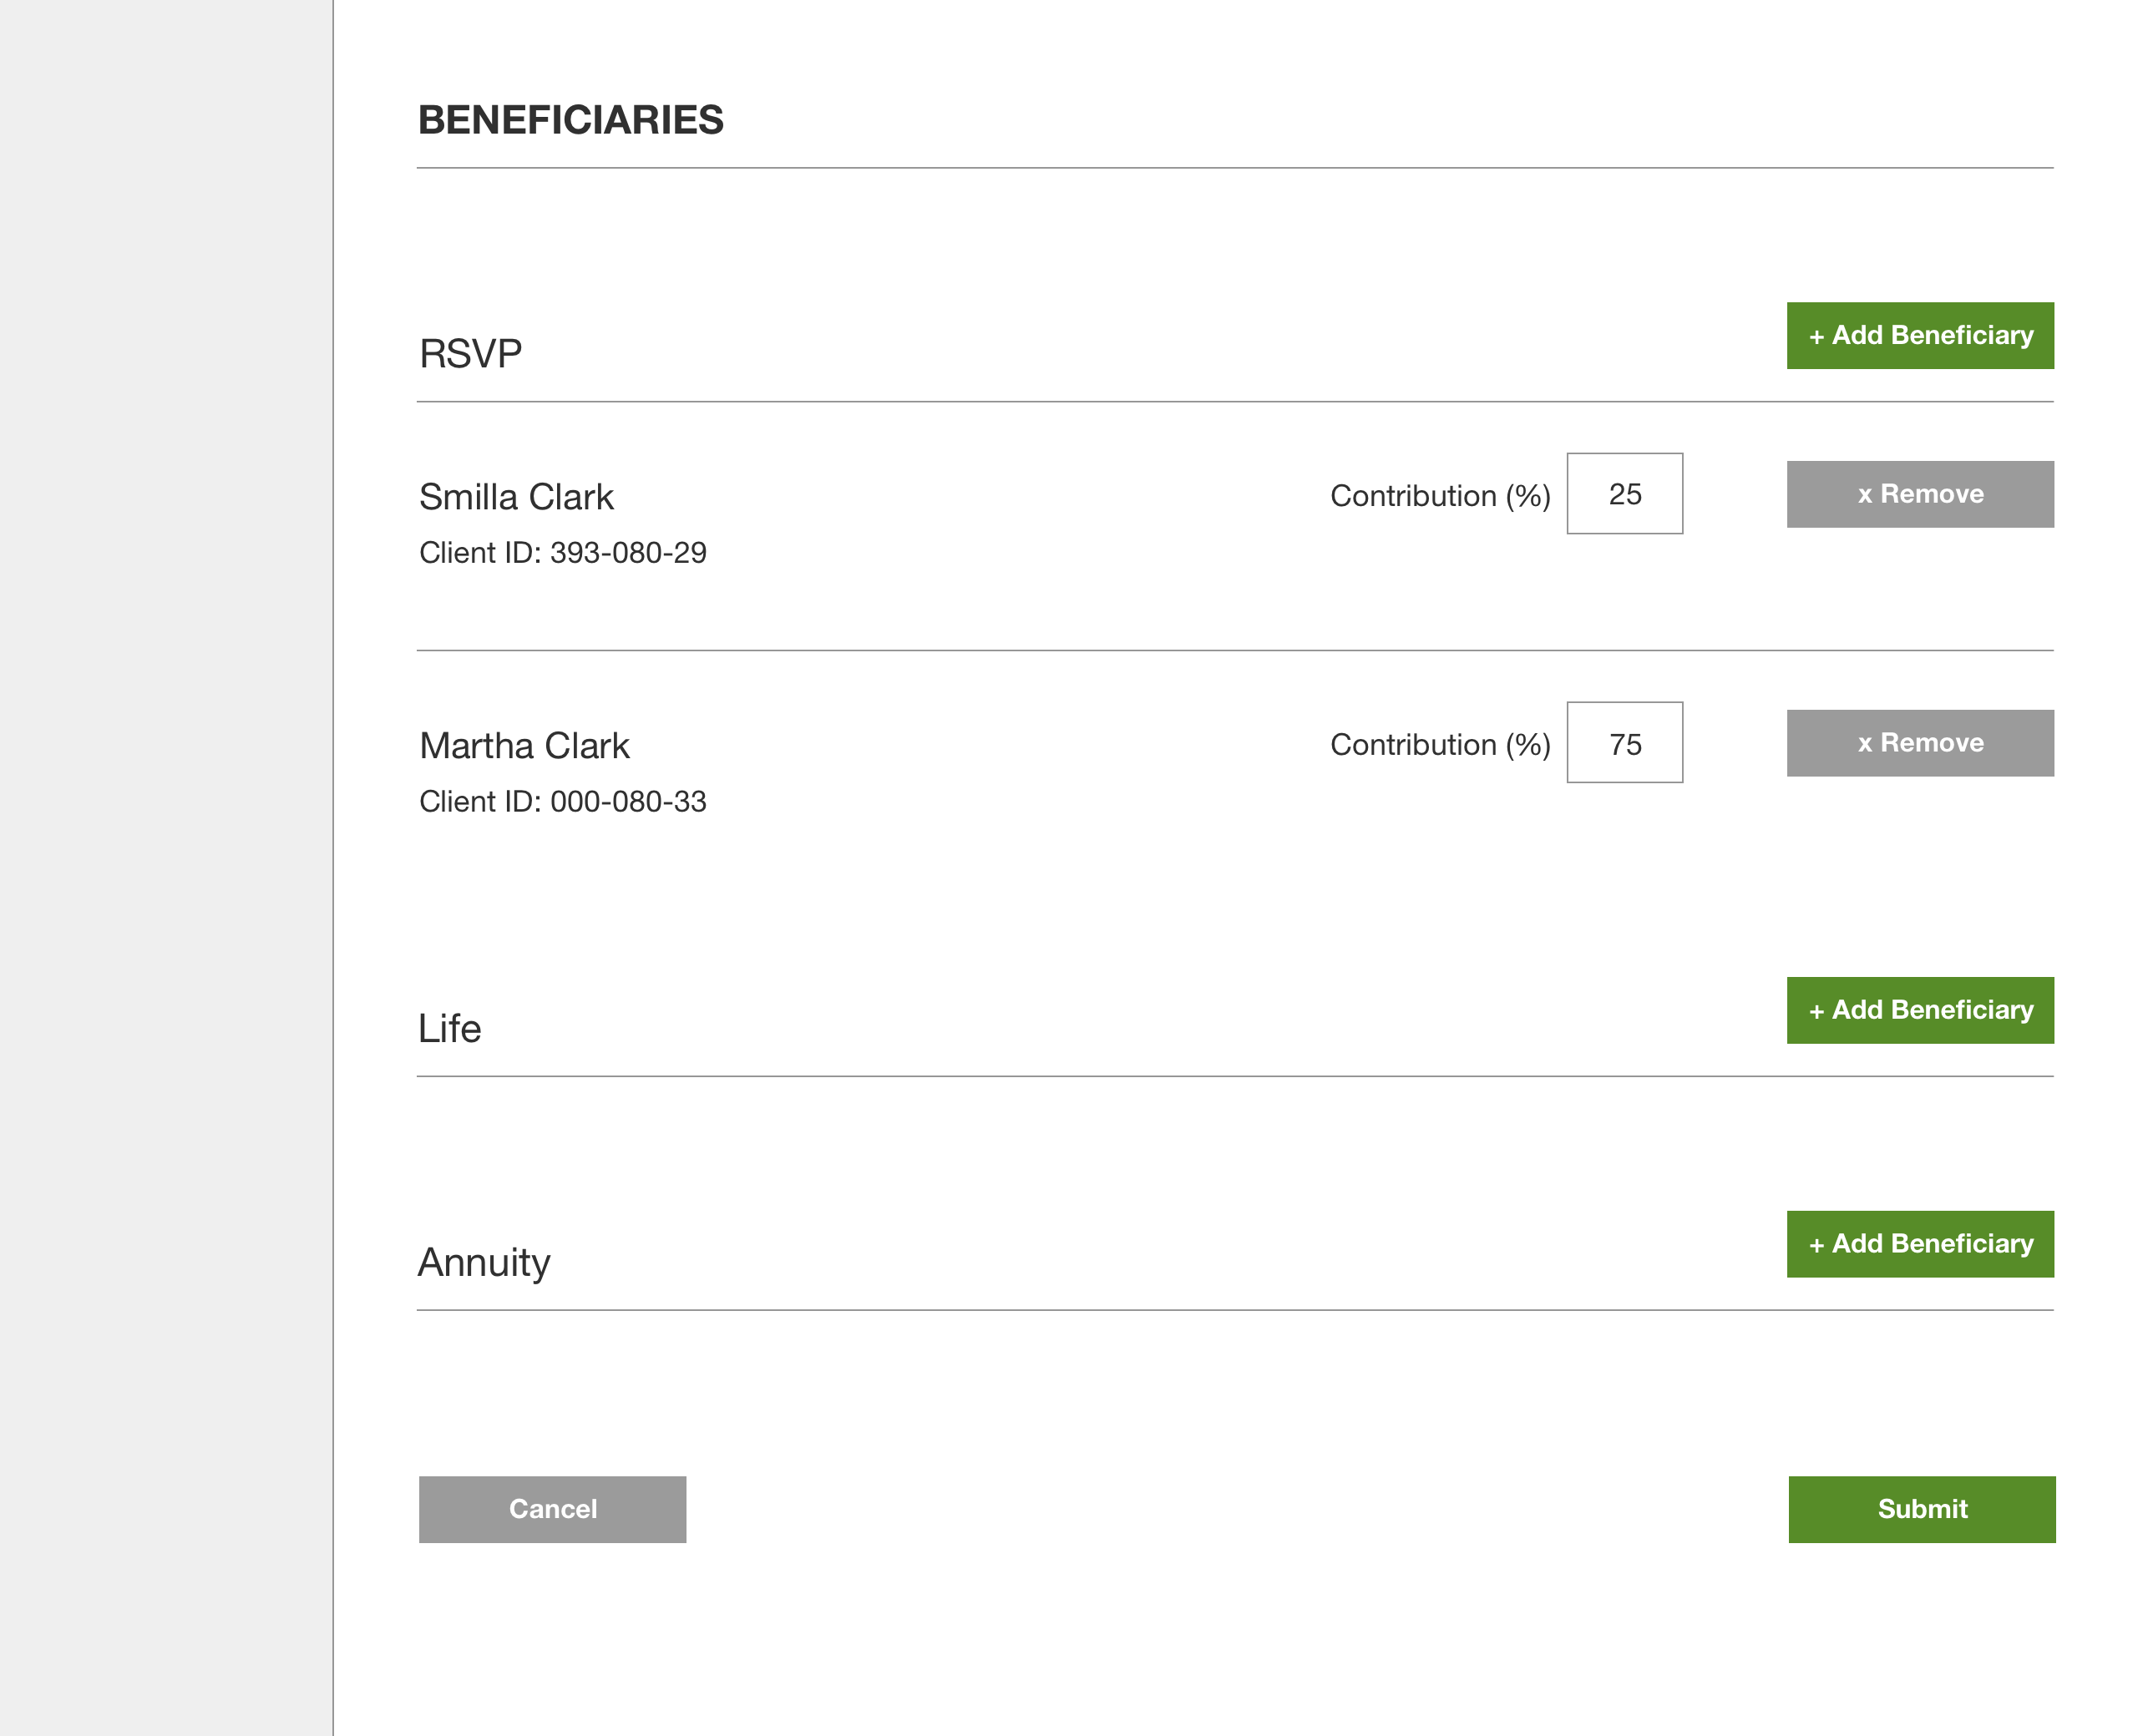 BENEFICIARIES
RSVP
+ Add Beneficiary
Smilla Clark
Contribution (%)
25
x Remove
Client ID: 393-080-29
Martha Clark
Contribution (%)
75
x Remove
Client ID: 000-080-33
Life
+ Add Beneficiary
Annuity
+ Add Beneficiary
Cancel
Submit